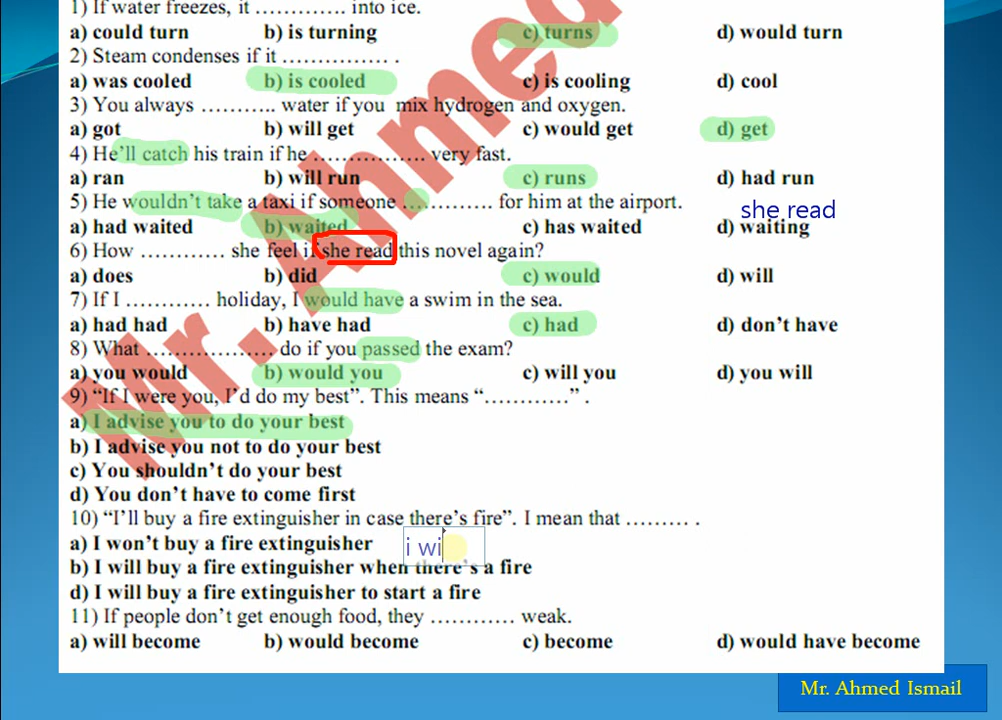 1) If water freezes, it …………. into ice.
a) could turn b) is turning c) turns d) would turn
2) Steam condenses if it …………… .
a) was cooled b) is cooled c) is cooling d) cool
3) You always ……….. water if you mix hydrogen and oxygen.
a) got b) will get c) would get d) get
4) He'll catch his train if he …………… very fast.
a) ran b) will run c) runs d) had run
5) He wouldn't take a taxi if someone ………… for him at the airport.
she read
a) had waited b) waited c) has waited d) waiting
6) How ………… she feel if she read this novel again?
a) does b) did c) would d) will
7) If I ………… holiday, I would have a swim in the sea.
a) had had b) have had c) had d) don't have
8) What ……………… do if you passed the exam?
a) you would b) would you c) will you d) you will
9) "If I were you, I'd do my best". This means "…………" .
a) I advise you to do your best
b) I advise you not to do your best
c) You shouldn't do your best
d) You don't have to come first
10) "I'll buy a fire extinguisher in case there's fire". I mean that ……… .
a) I won't buy a fire extinguisher
i wi
b) I will buy a fire extinguisher when there's a fire
d) I will buy a fire extinguisher to start a fire
11) If people don't get enough food, they ………… weak.
a) will become b) would become c) become d) would have become
Mr. Ahmed
Mr. Ahmed Ismail